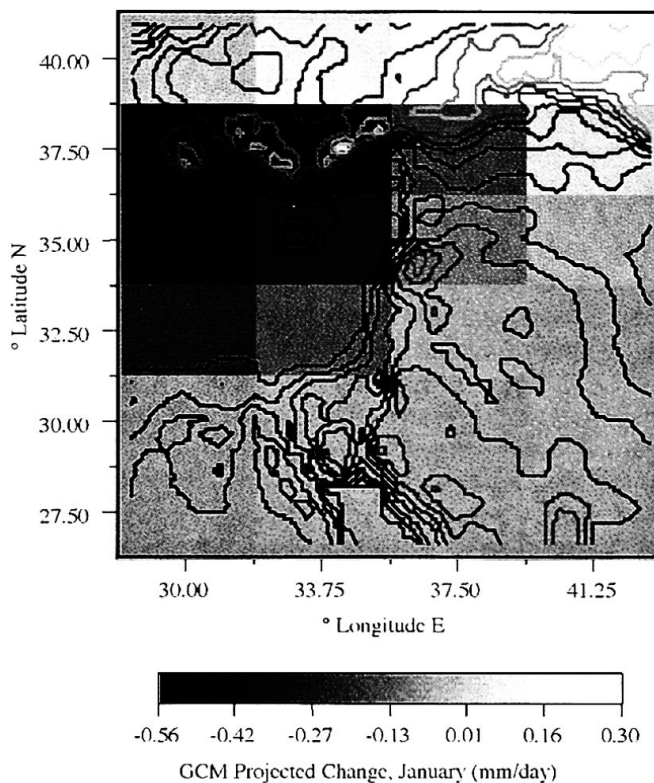 40.00
37.50
35.00
32.50
30.00
27.50
° Latitude N
30.00 33.75 37.50 41.25
° Longitude E
-0.56 -0.42 -0.27 -0.13 0.01 0.16 0.30
GCM Projected Change, January (mm/day)